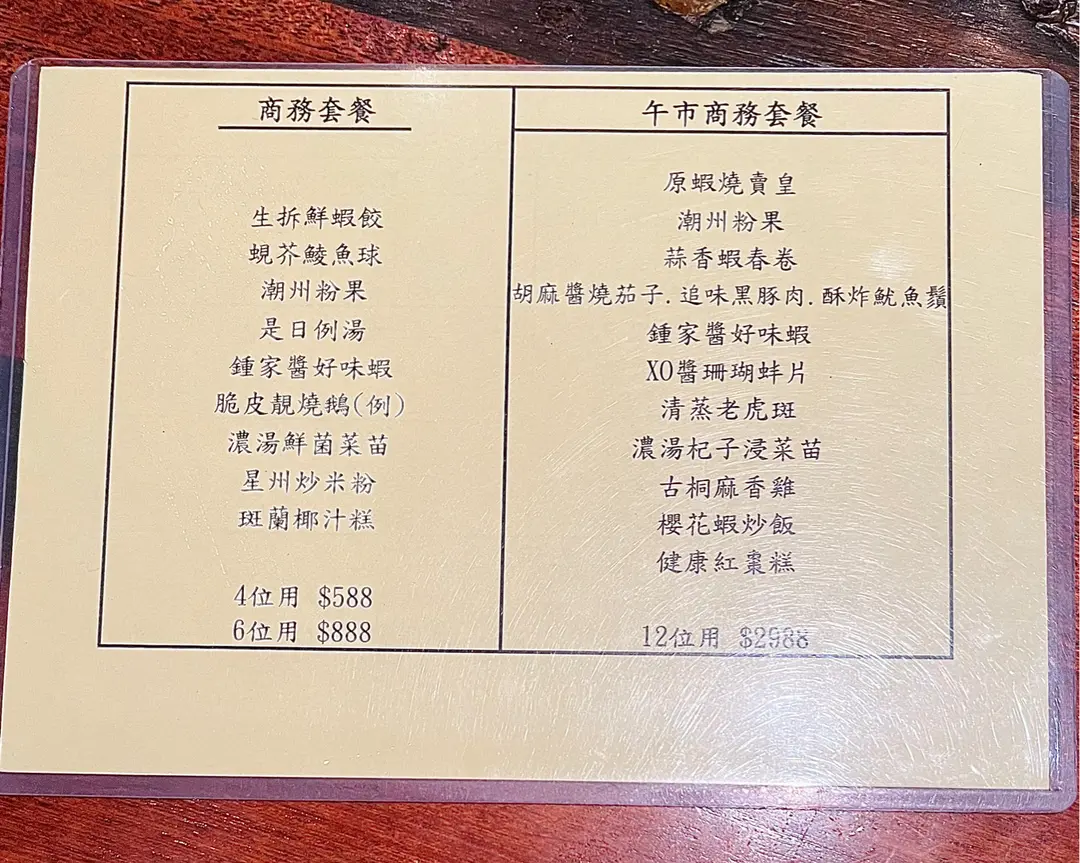 商務套餐
生拆鮮蝦餃
蜆芥鯪魚球
潮州粉果
是日例湯
鍾家醬好味蝦
脆皮靚燒鵝(例)
濃湯鮮菌菜苗
星州炒米粉
斑蘭椰汁糕
4位用 $588
6位用 $888
午市商務套餐
原蝦燒賣皇
潮州粉果
蒜香蝦春卷
胡麻醬燒茄子.追味黑豚肉.酥炸魷魚鬚
鍾家醬好味蝦
XO醬珊瑚蚌片
清蒸老虎斑
濃湯杞子浸菜苗
古桐麻香雞
櫻花蝦炒飯
健康紅棗糕
12位用 $2988